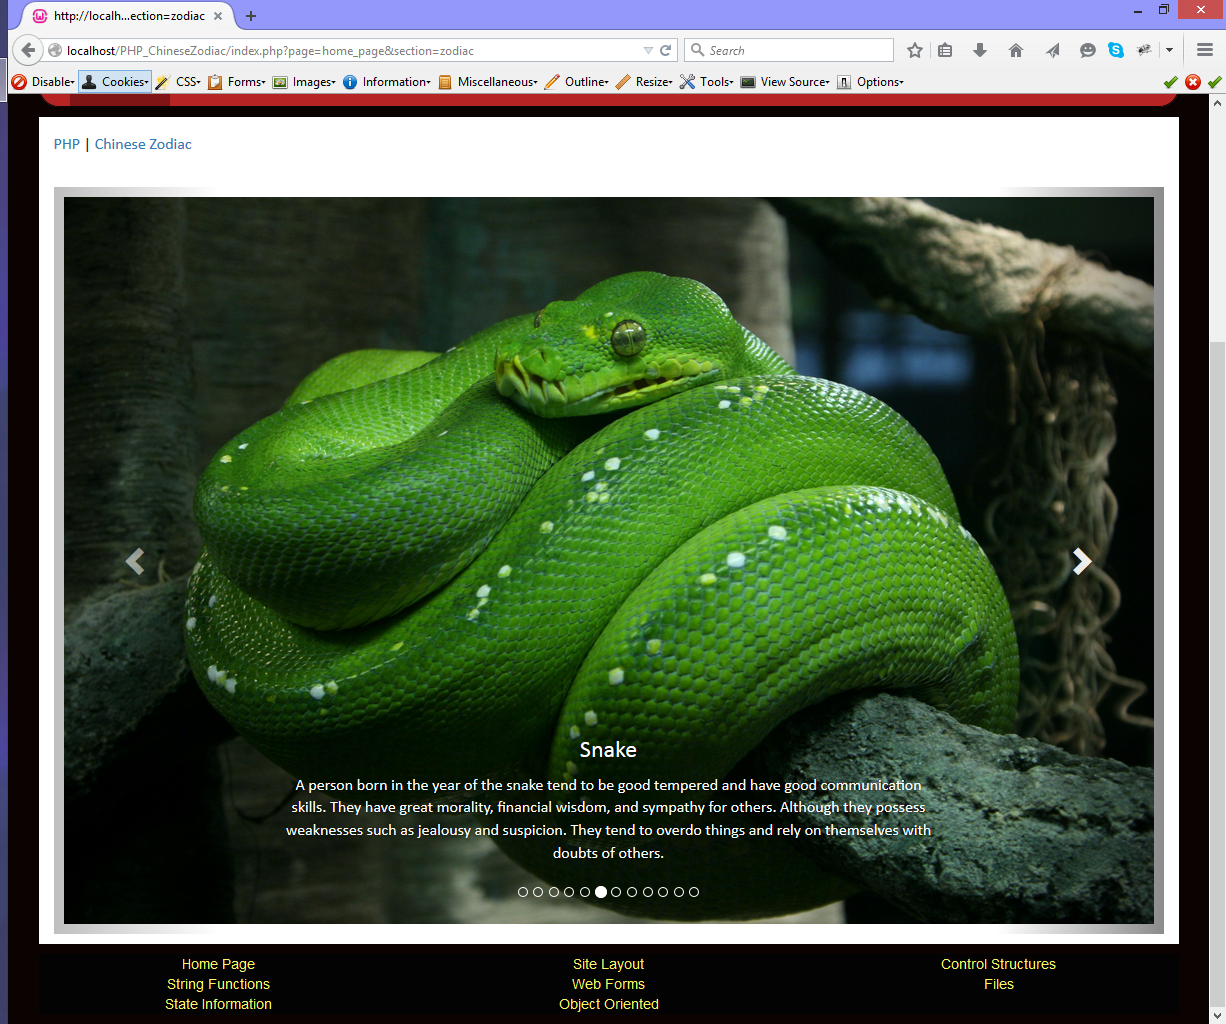 http://localh...ection=zodiac
localhost/PHP_ChineseZodiac/index.php?page=home_page&section=zodiac
Search
Disable Cookies CSS Forms Images Information Miscellaneous Outline Resize Tools View Source Options
PHP | Chinese Zodiac
Snake
A person born in the year of the snake tend to be good tempered and have good communication
skills. They have great morality, financial wisdom, and sympathy for others. Although they possess
weaknesses such as jealousy and suspicion. They tend to overdo things and rely on themselves with
doubts of others.
Home Page Site Layout Control Structures
String Functions Web Forms Files
State Information Object Oriented